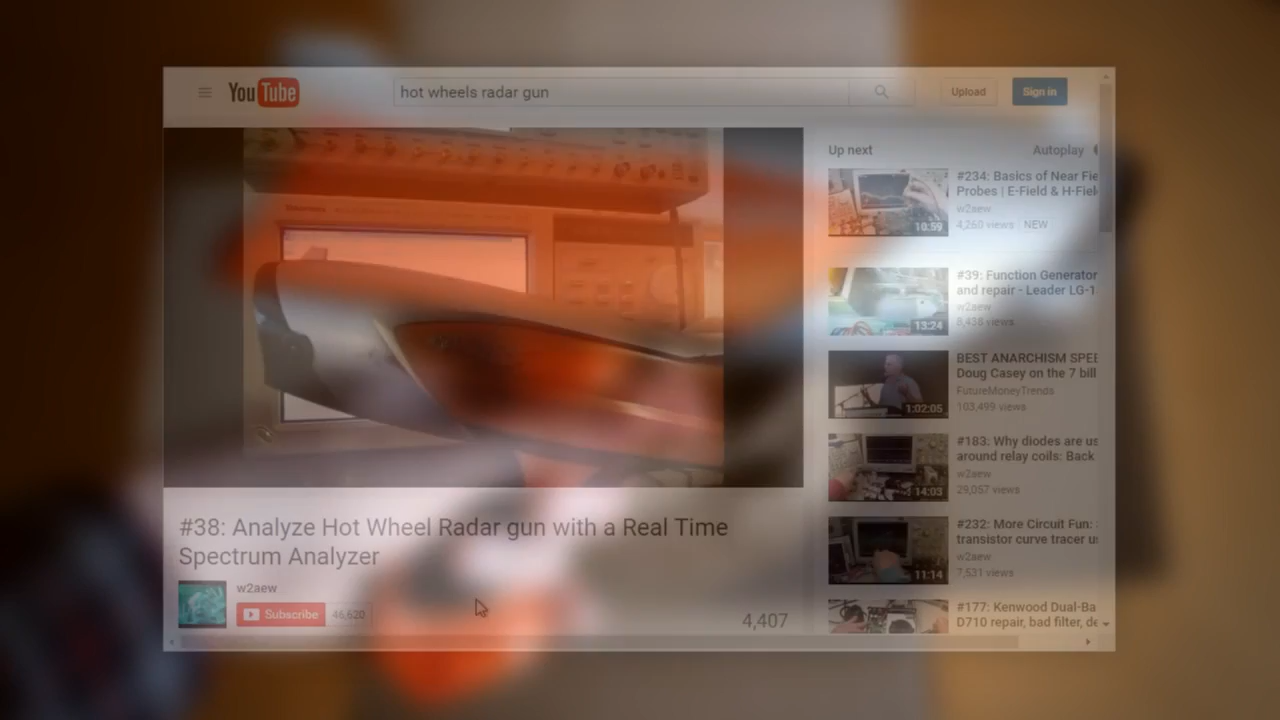 YouTube
hot wheels radar gun
Upload
Sign in
Up next
Autoplay
#234: Basics of Near Fie
Probes | E-Field & H-Fiel
w2aew
4,260 views
NEW
10:59
#39: Function Generator
and repair - Leader LG-1
w2aew
8,436 views
13:24
BEST ANARCHISM SPEE
Doug Casey on the 7 bill
FutureMoneyTrends
103,499 views
1:02:05
#183: Why diodes are us
around relay coils: Back
w2aew
29,057 views
14:03
#232: More Circuit Fun:
transistor curve tracer u
w2aew
7,531 views
11:14
#177: Kenwood Dual-Ba
D710 repair, bad filter, de
#38: Analyze Hot Wheel Radar gun with a Real Time
Spectrum Analyzer
w2aew
Subscribe
46,620
4,407